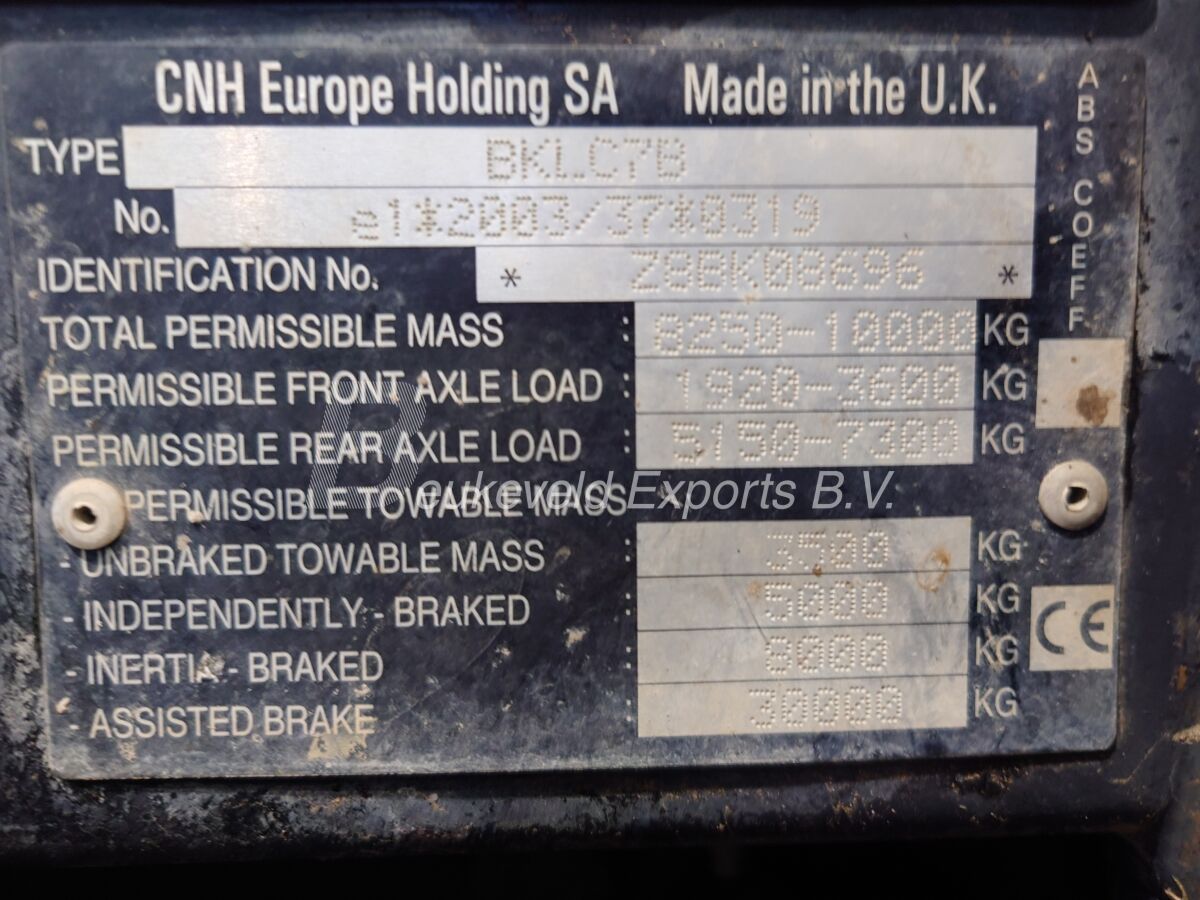 CNH Europe Holding SA Made in the U.K.
TYPE BKLC7B
No. e1*2003/37*0319
IDENTIFICATION No. * Z8BK08696 *
TOTAL PERMISSIBLE MASS : 8250-10000 KG
PERMISSIBLE FRONT AXLE LOAD : 1920-3600 KG
PERMISSIBLE REAR AXLE LOAD : 5150-7300 KG
PERMISSIBLE TOWABLE MASS
- UNBRAKED TOWABLE MASS : 3500 KG
- INDEPENDENTLY - BRAKED : 5000 KG
- INERTIA - BRAKED : 8000 KG
- ASSISTED BRAKE : 30000 KG
ABS COEFF
CE
Beukeveld Exports B.V.